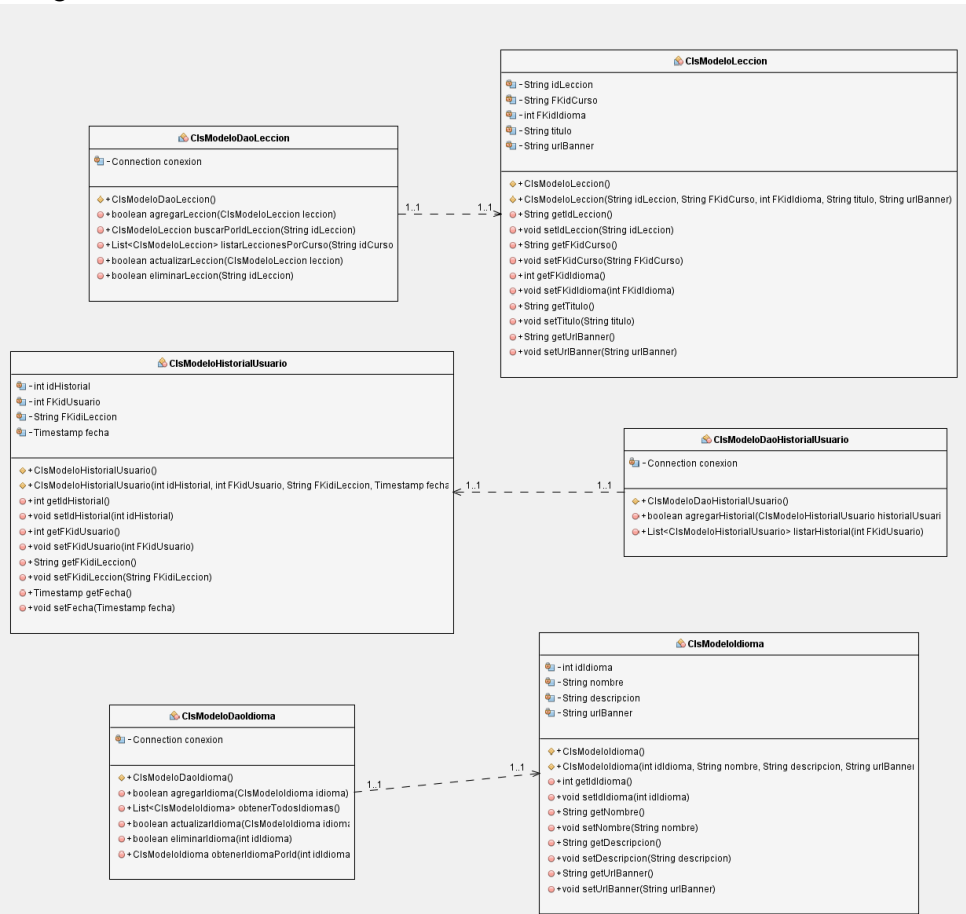 ClsModeloLeccion
- String idLeccion
- String FKidCurso
- int FKidIdioma
- String titulo
- String urlBanner
+ ClsModeloLeccion()
+ ClsModeloLeccion(String idLeccion, String FKidCurso, int FKidIdioma, String titulo, String urlBanner)
+ String getIdLeccion()
+ void setIdLeccion(String idLeccion)
+ String getFKidCurso()
+ void setFKidCurso(String FKidCurso)
+ int getFKidIdioma()
+ void setFKidIdioma(int FKidIdioma)
+ String getTitulo()
+ void setTitulo(String titulo)
+ String getUrlBanner()
+ void setUrlBanner(String urlBanner)
ClsModeloDaoLeccion
- Connection conexion
+ ClsModeloDaoLeccion()
+ boolean agregarLeccion(ClsModeloLeccion leccion)
+ ClsModeloLeccion buscarPorIdLeccion(String idLeccion)
+ List<ClsModeloLeccion> listarLeccionesPorCurso(String idCurso
+ boolean actualizarLeccion(ClsModeloLeccion leccion)
+ boolean eliminarLeccion(String idLeccion)
1..1
1..1
ClsModeloHistorialUsuario
- int idHistorial
- int FKidUsuario
- String FKidiLeccion
- Timestamp fecha
+ ClsModeloHistorialUsuario()
+ ClsModeloHistorialUsuario(int idHistorial, int FKidUsuario, String FKidiLeccion, Timestamp fecha
+ int getIdHistorial()
+ void setIdHistorial(int idHistorial)
+ int getFKidUsuario()
+ void setFKidUsuario(int FKidUsuario)
+ String getFKidiLeccion()
+ void setFKidiLeccion(String FKidiLeccion)
+ Timestamp getFecha()
+ void setFecha(Timestamp fecha)
1..1
1..1
ClsModeloDaoHistorialUsuario
- Connection conexion
+ ClsModeloDaoHistorialUsuario()
+ boolean agregarHistorial(ClsModeloHistorialUsuario historialUsuari
+ List<ClsModeloHistorialUsuario> listarHistorial(int FKidUsuario)
ClsModeloIdioma
- int idIdioma
- String nombre
- String descripcion
- String urlBanner
+ ClsModeloIdioma()
+ ClsModeloIdioma(int idIdioma, String nombre, String descripcion, String urlBanner
+ int getIdIdioma()
+ void setIdIdioma(int idIdioma)
+ String getNombre()
+ void setNombre(String nombre)
+ String getDescripcion()
+ void setDescripcion(String descripcion)
+ String getUrlBanner()
+ void setUrlBanner(String urlBanner)
ClsModeloDaoIdioma
- Connection conexion
+ ClsModeloDaoIdioma()
+ boolean agregarIdioma(ClsModeloIdioma idioma)
+ List<ClsModeloIdioma> obtenerTodosIdiomas()
+ boolean actualizarIdioma(ClsModeloIdioma idioma
+ boolean eliminarIdioma(int idIdioma)
+ ClsModeloIdioma obtenerIdiomaPorId(int idIdioma
1..1
1..1